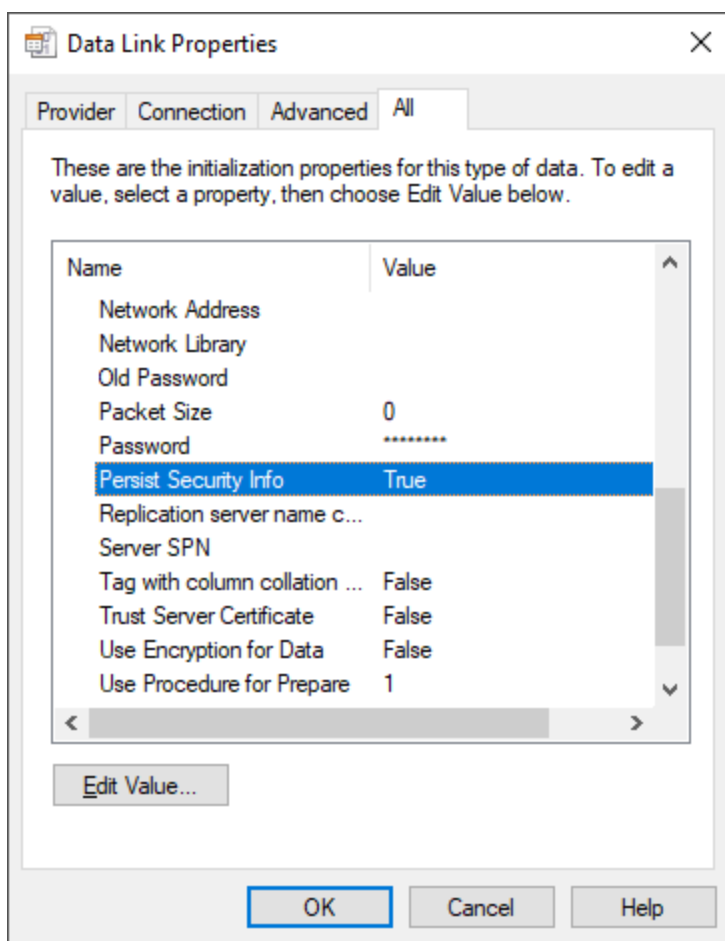 Data Link Properties
Provider Connection Advanced All
These are the initialization properties for this type of data. To edit a
value, select a property, then choose Edit Value below.
Name Value
Network Address
Network Library
Old Password
Packet Size 0
Password ********
Persist Security Info True
Replication server name c...
Server SPN
Tag with column collation ... False
Trust Server Certificate False
Use Encryption for Data False
Use Procedure for Prepare 1
Edit Value...
OK Cancel Help